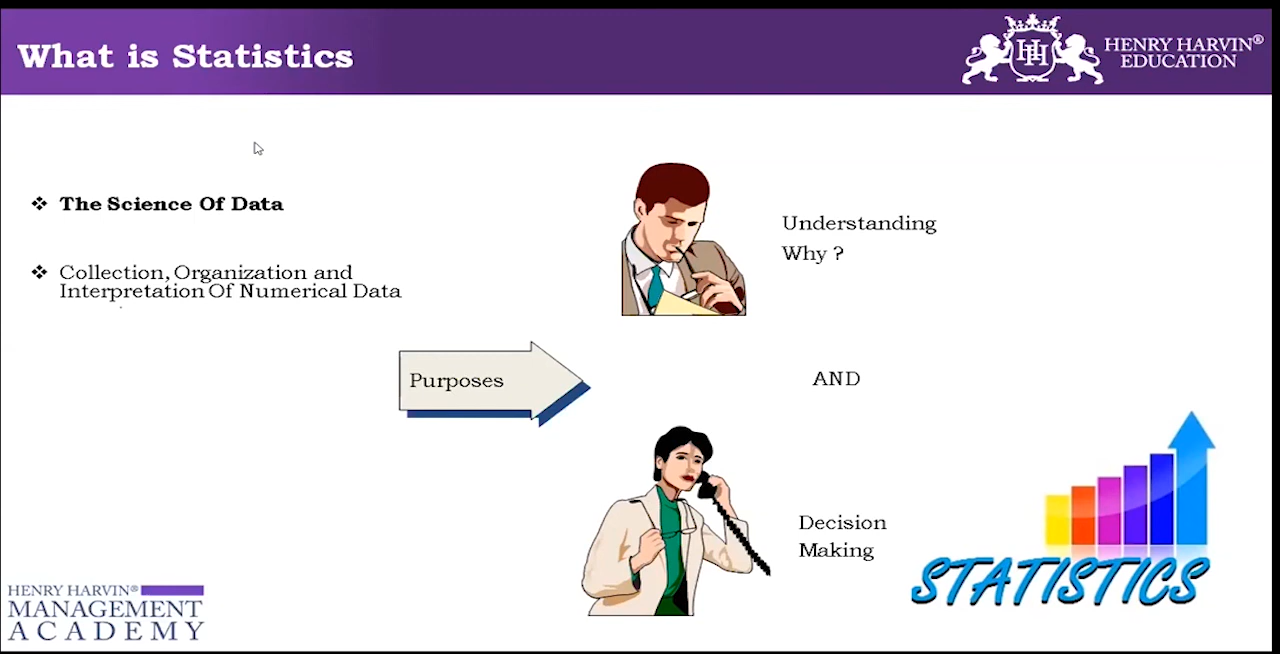 What is Statistics
HENRY HARVIN®
EDUCATION
❖ The Science Of Data
❖ Collection, Organization and
Interpretation Of Numerical Data
Understanding
Why ?
Purposes
AND
Decision
Making
STATISTICS
HENRY HARVIN®
MANAGEMENT
ACADEMY